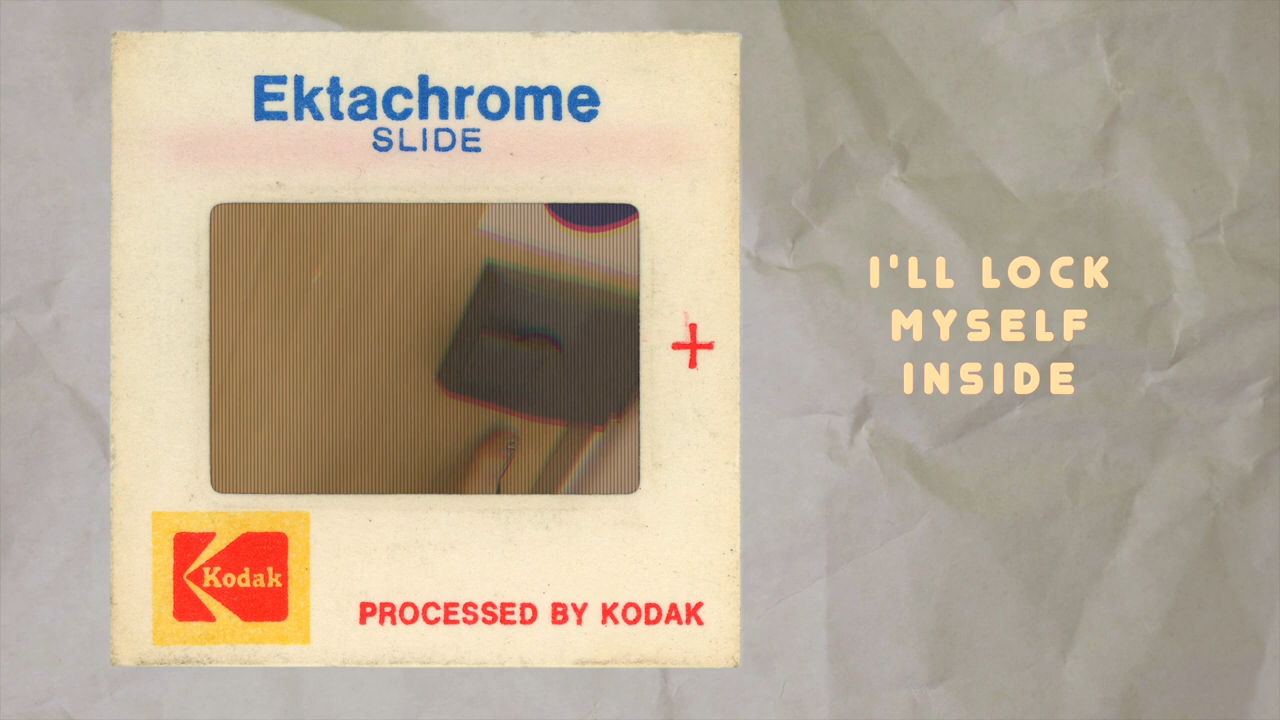 Ektachrome
SLIDE
+
Kodak
PROCESSED BY KODAK
I'LL LOCK
MYSELF
INSIDE